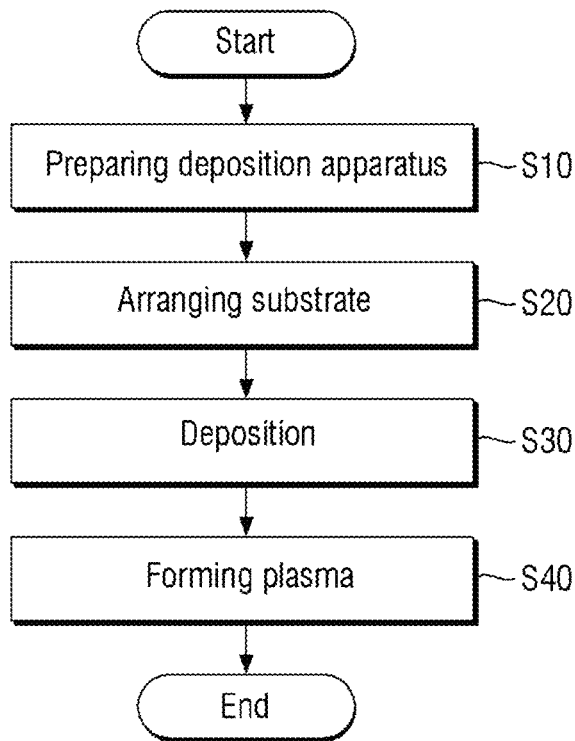 Start
Preparing deposition apparatus
S10
Arranging substrate
S20
Deposition
S30
Forming plasma
S40
End